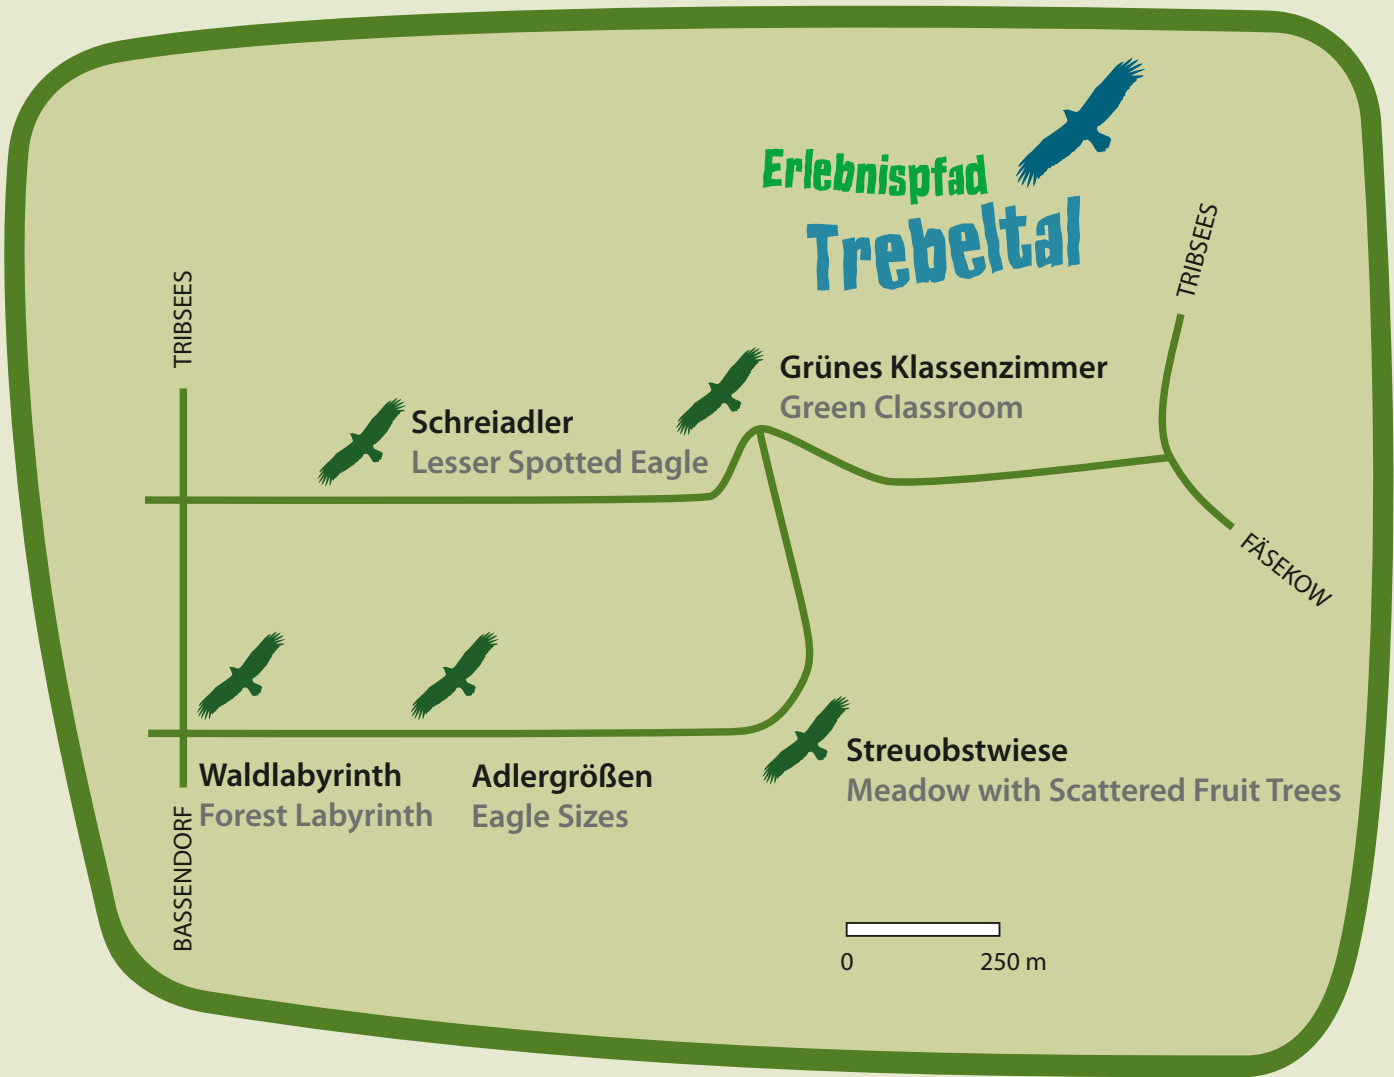 Erlebnispfad
Trebeltal
TRIBSEES
TRIBSEES
Grünes Klassenzimmer
Green Classroom
Schreiadler
Lesser Spotted Eagle
FÄSEKOW
Waldlabyrinth
Forest Labyrinth
Adlergrößen
Eagle Sizes
Streuobstwiese
Meadow with Scattered Fruit Trees
BASSENDORF
0
250 m